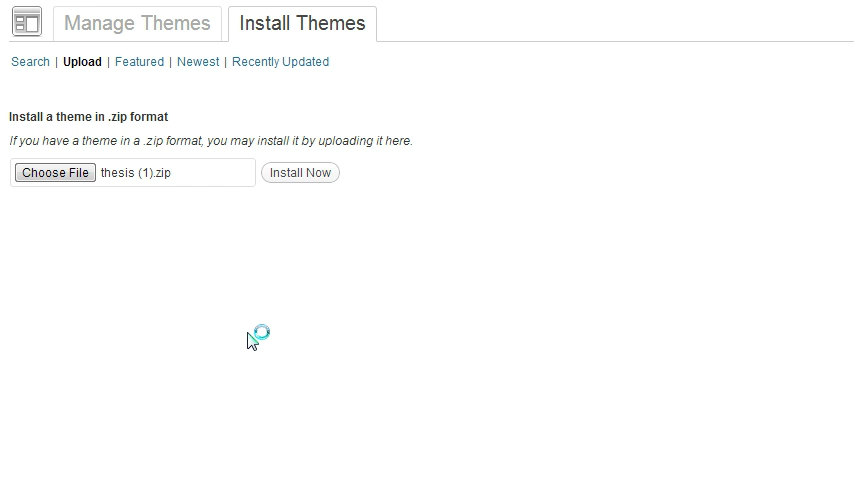 Manage Themes Install Themes
Search | Upload | Featured | Newest | Recently Updated
Install a theme in .zip format
If you have a theme in a .zip format, you may install it by uploading it here.
Choose File thesis (1).zip Install Now